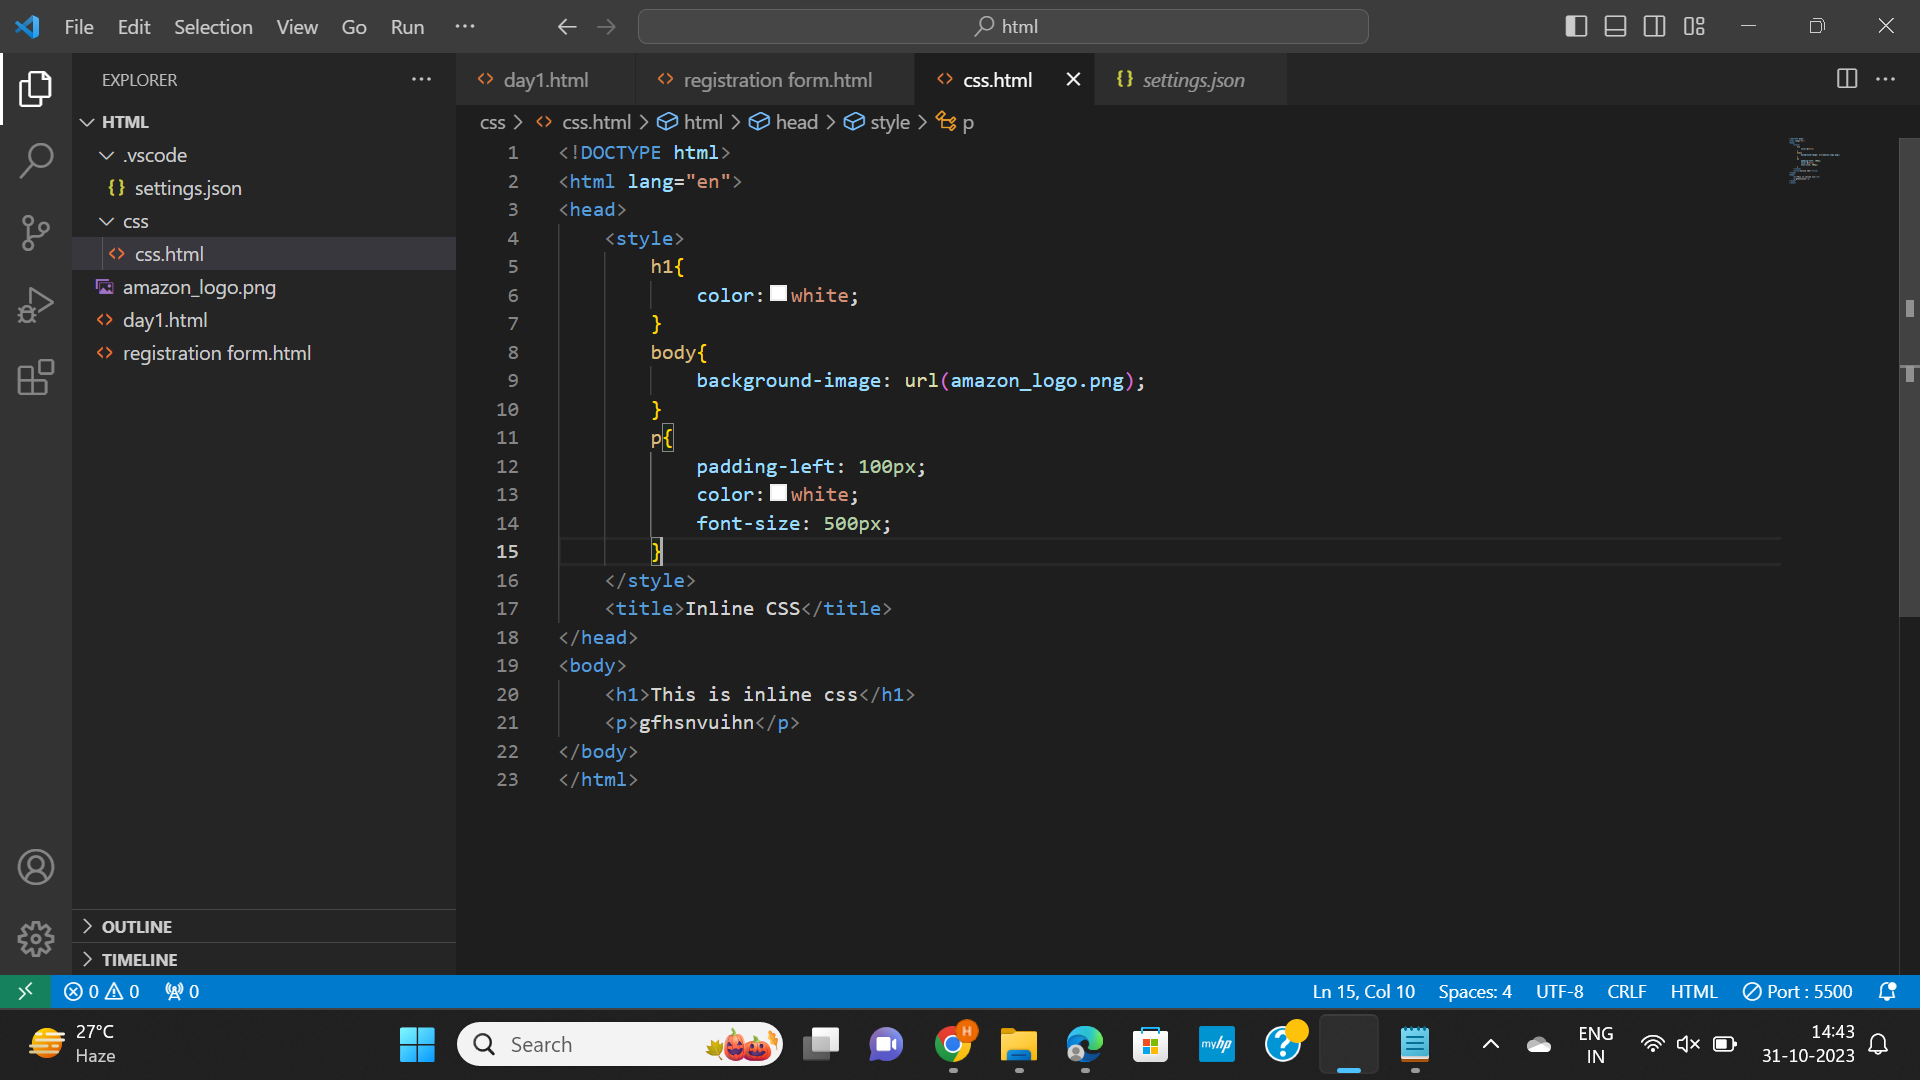 File Edit Selection View Go Run ··· html
EXPLORER ···
day1.html registration form.html css.html settings.json
HTML
.vscode
{} settings.json
css
css.html
amazon_logo.png
day1.html
registration form.html
OUTLINE
TIMELINE
css > css.html > html > head > style > p
1 <!DOCTYPE html>
2 <html lang="en">
3 <head>
4 <style>
5 h1{
6 color: white;
7 }
8 body{
9 background-image: url(amazon_logo.png);
10 }
11 p{
12 padding-left: 100px;
13 color: white;
14 font-size: 500px;
15 }
16 </style>
17 <title>Inline CSS</title>
18 </head>
19 <body>
20 <h1>This is inline css</h1>
21 <p>gfhsnvuihn</p>
22 </body>
23 </html>
0 0 0 Ln 15, Col 10 Spaces: 4 UTF-8 CRLF HTML Port : 5500
27°C
Haze
Search
H
myhp
?
ENG
IN
14:43
31-10-2023